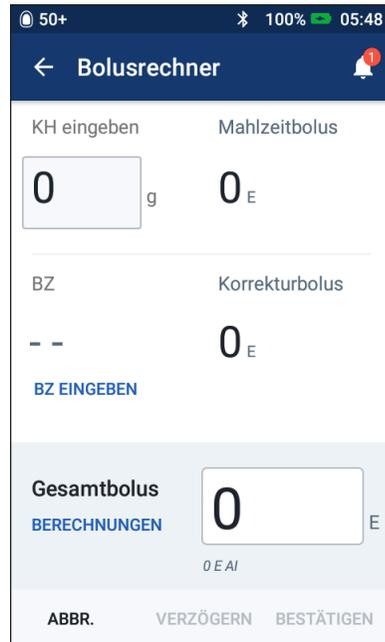 50+ 100% 05:48
Bolusrechner 1
KH eingeben Mahlzeitbolus
0 g 0 E
BZ Korrekturbolus
-- 0 E
BZ EINGEBEN
Gesamtbolus
BERECHNUNGEN 0 E
0 E AI
ABBR. VERZÖGERN BESTÄTIGEN